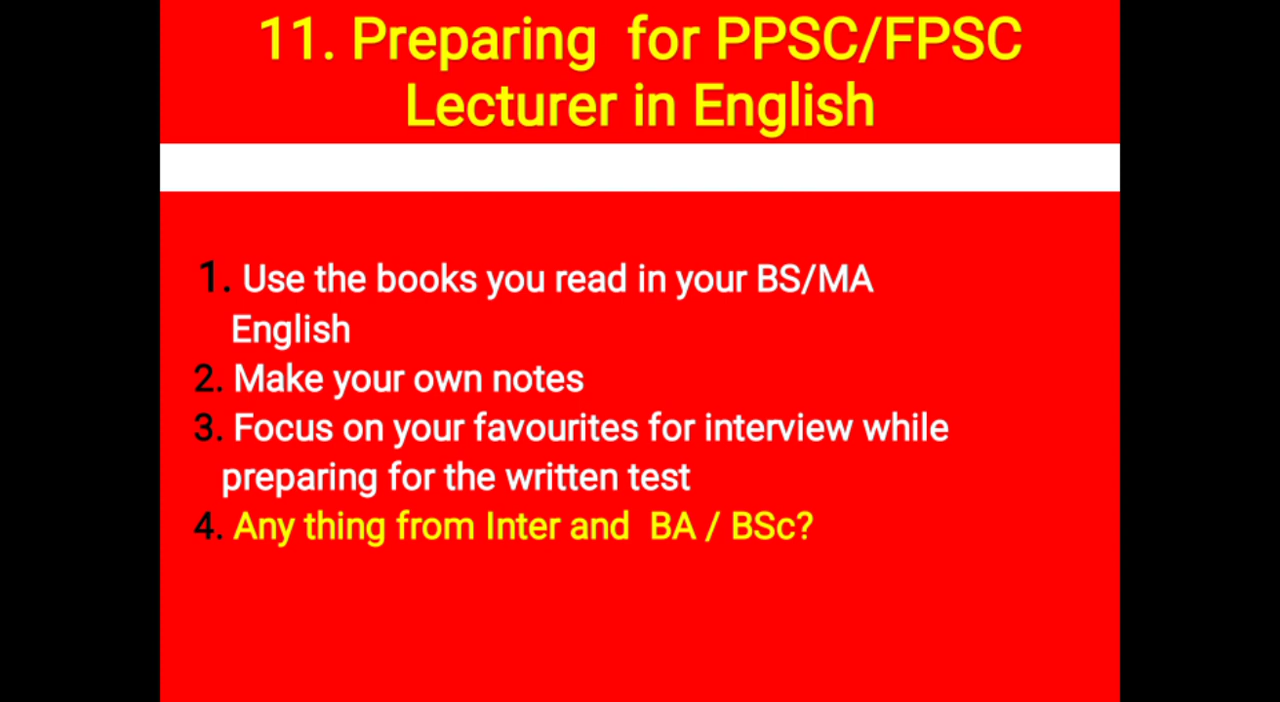 11. Preparing  for PPSC/FPSC
Lecturer in English
1. Use the books you read in your BS/MA
English
2. Make your own notes
3. Focus on your favourites for interview while
preparing for the written test
4. Any thing from Inter and  BA / BSc?